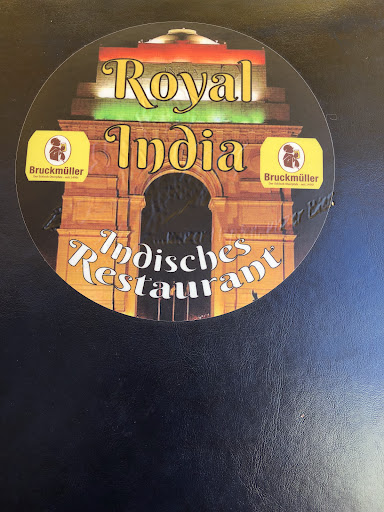 Royal
India
Bruckmüller
Bruckmüller
Indisches
Restaurant